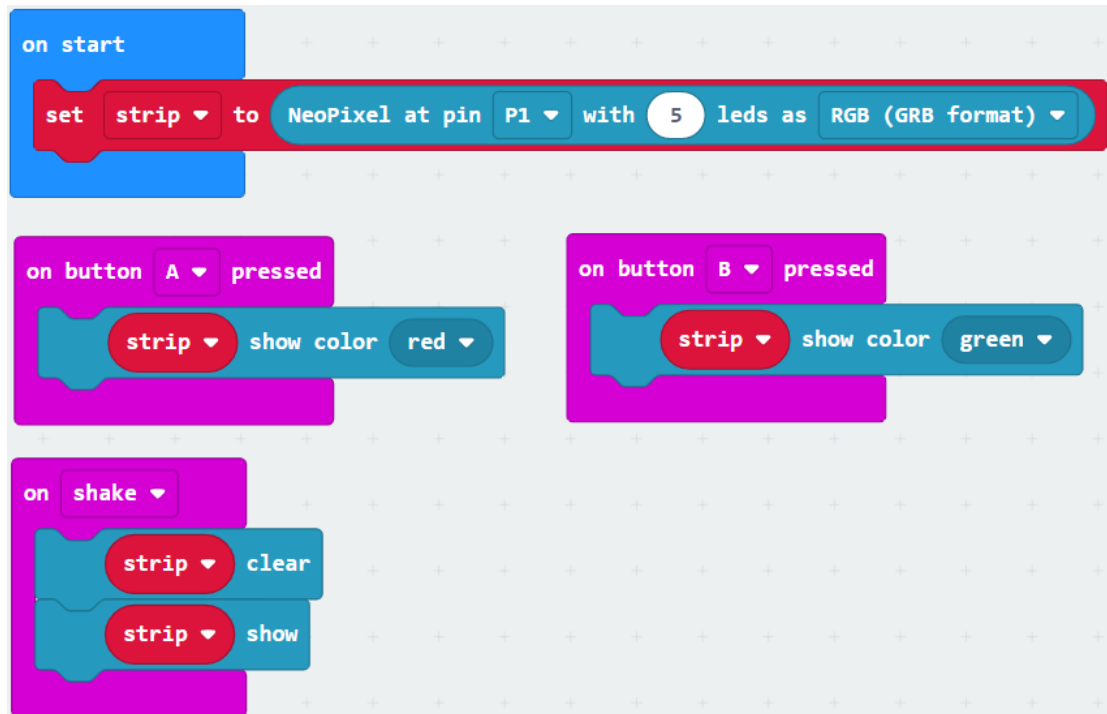 on start
set strip to NeoPixel at pin P1 with 5 leds as RGB (GRB format)
on button A pressed
strip show color red
on button B pressed
strip show color green
on shake
strip clear
strip show